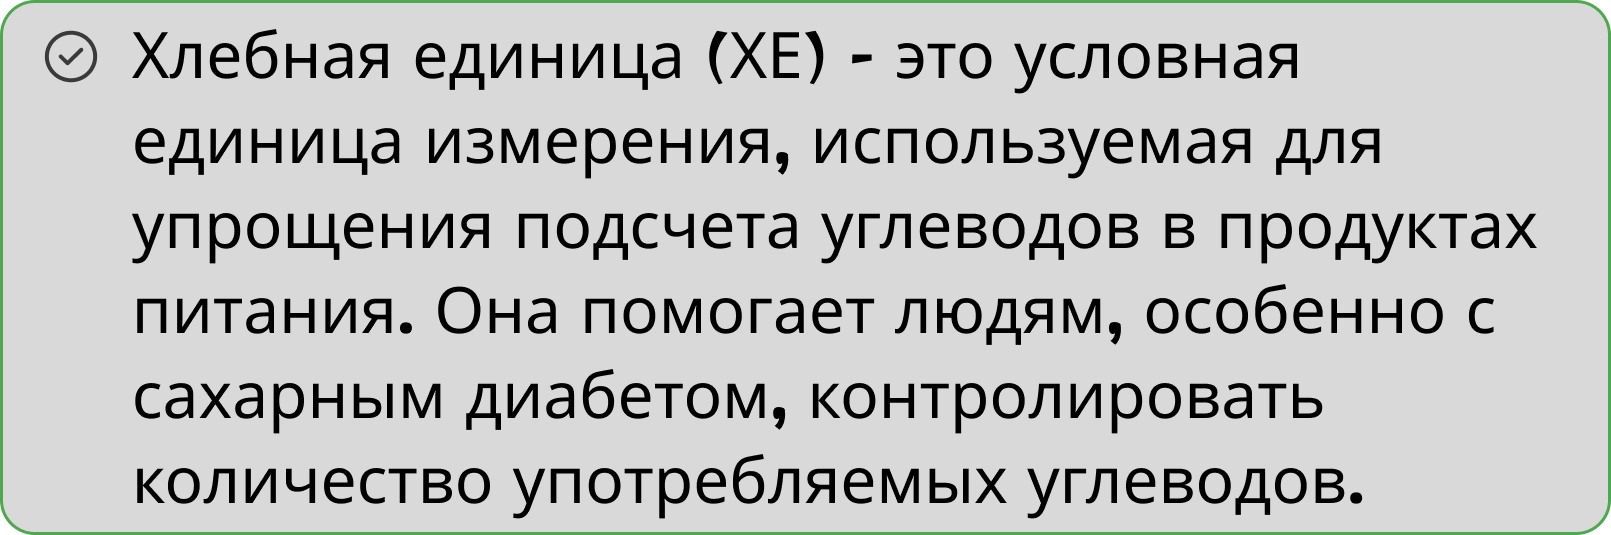 Хлебная единица (ХЕ) - это условная
единица измерения, используемая для
упрощения подсчета углеводов в продуктах
питания. Она помогает людям, особенно с
сахарным диабетом, контролировать
количество употребляемых углеводов.